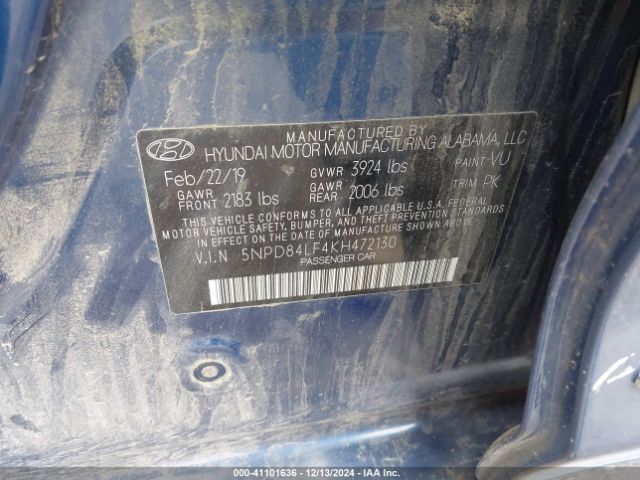 MANUFACTURED BY
HYUNDAI MOTOR MANUFACTURING ALABAMA, LLC
Feb/22/19 GVWR 3924 lbs PAINT VU
GAWR FRONT 2183 lbs GAWR REAR 2006 lbs TRIM PK
THIS VEHICLE CONFORMS TO ALL APPLICABLE U.S.A. FEDERAL
MOTOR VEHICLE SAFETY, BUMPER, AND THEFT PREVENTION STANDARDS
IN EFFECT ON THE DATE OF MANUFACTURE SHOWN ABOVE
V.I.N 5NPD84LF4KH472130
PASSENGER CAR
000-41101636 - 12/13/2024 - IAA Inc.